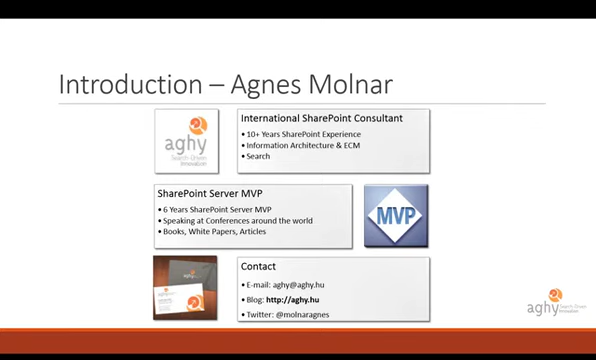 Introduction – Agnes Molnar
aghy
Search-Driven
Innovation
International SharePoint Consultant
• 10+ Years SharePoint Experience
• Information Architecture & ECM
• Search
SharePoint Server MVP
• 6 Years SharePoint Server MVP
• Speaking at Conferences around the world
• Books, White Papers, Articles
MVP
Contact
• E-mail: aghy@aghy.hu
• Blog: http://aghy.hu
• Twitter: @molnaragnes
aghy
Search-Driven
Innovation